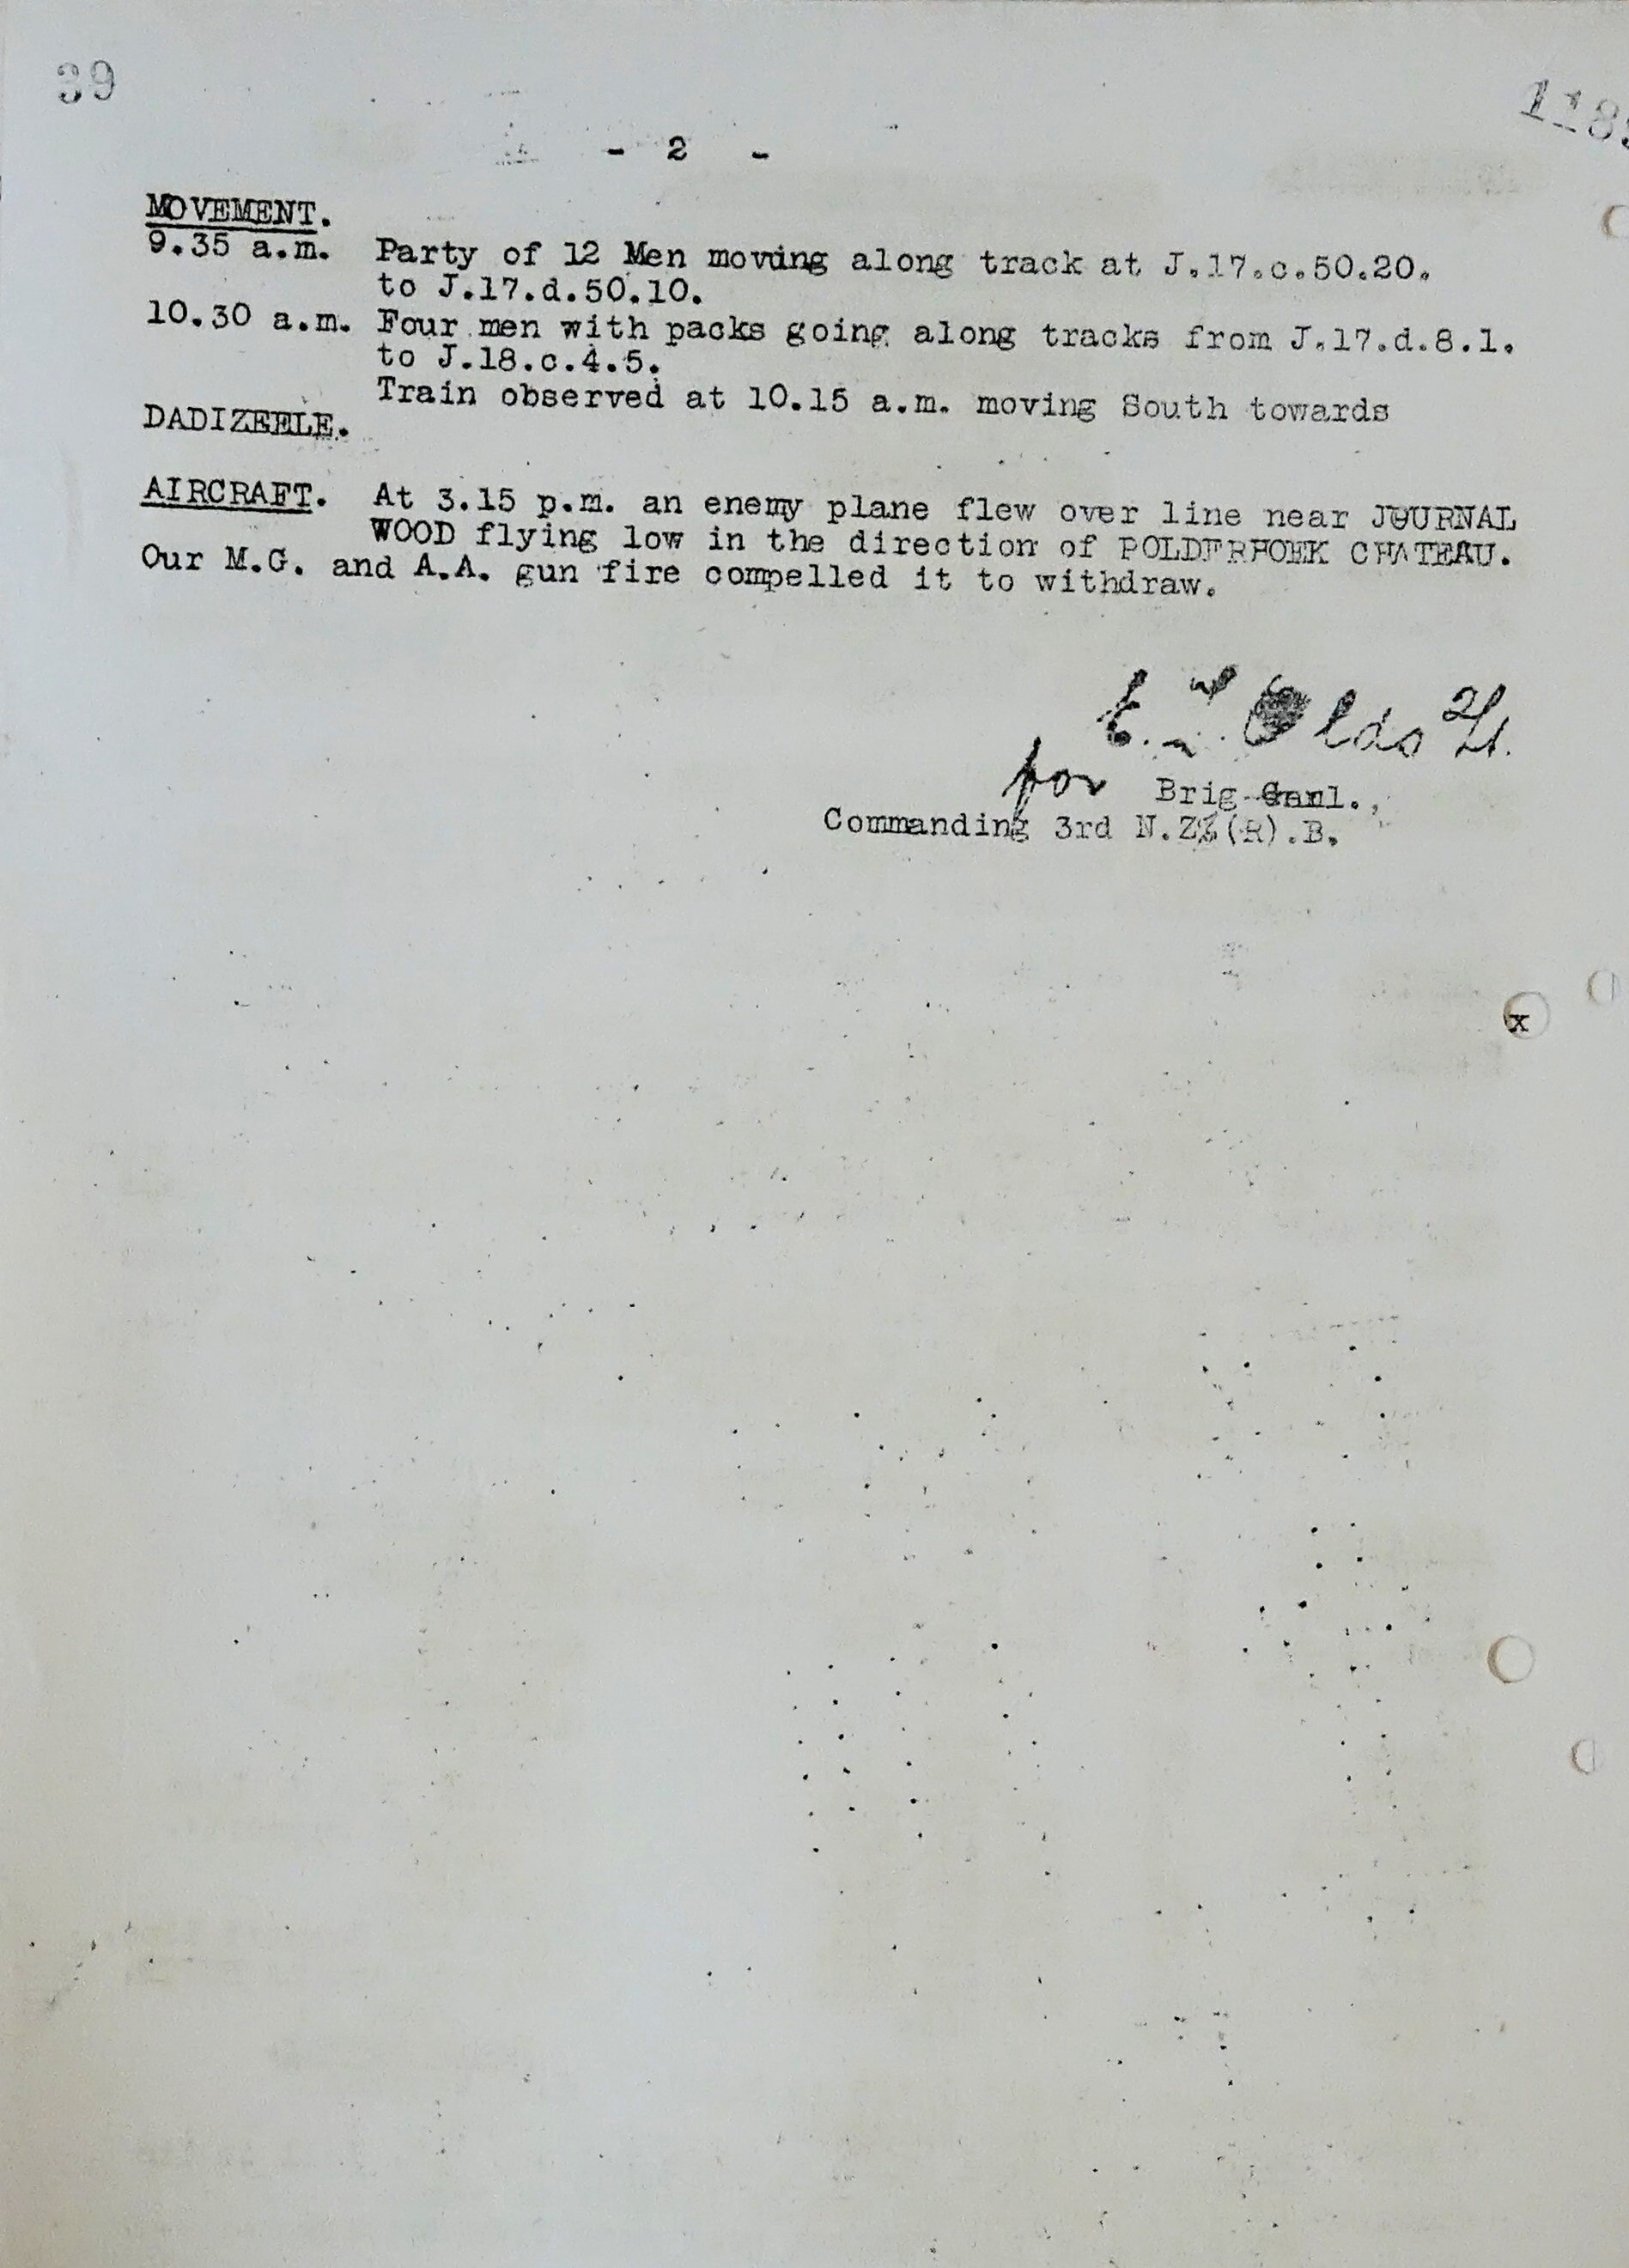 39
- 2 -
MOVEMENT.
9.35 a.m. Party of 12 Men moving along track at J.17.c.50.20.
to J.17.d.50.10.
10.30 a.m. Four men with packs going along tracks from J.17.d.8.1.
to J.18.c.4.5.
Train observed at 10.15 a.m. moving South towards
DADIZEELE.
AIRCRAFT. At 3.15 p.m. an enemy plane flew over line near JOURNAL
WOOD flying low in the direction of POLDERHOEK CHATEAU.
Our M.G. and A.A. gun fire compelled it to withdraw.
Olds
for Brig Genl.,
Commanding 3rd N.Z.(R).B.
x